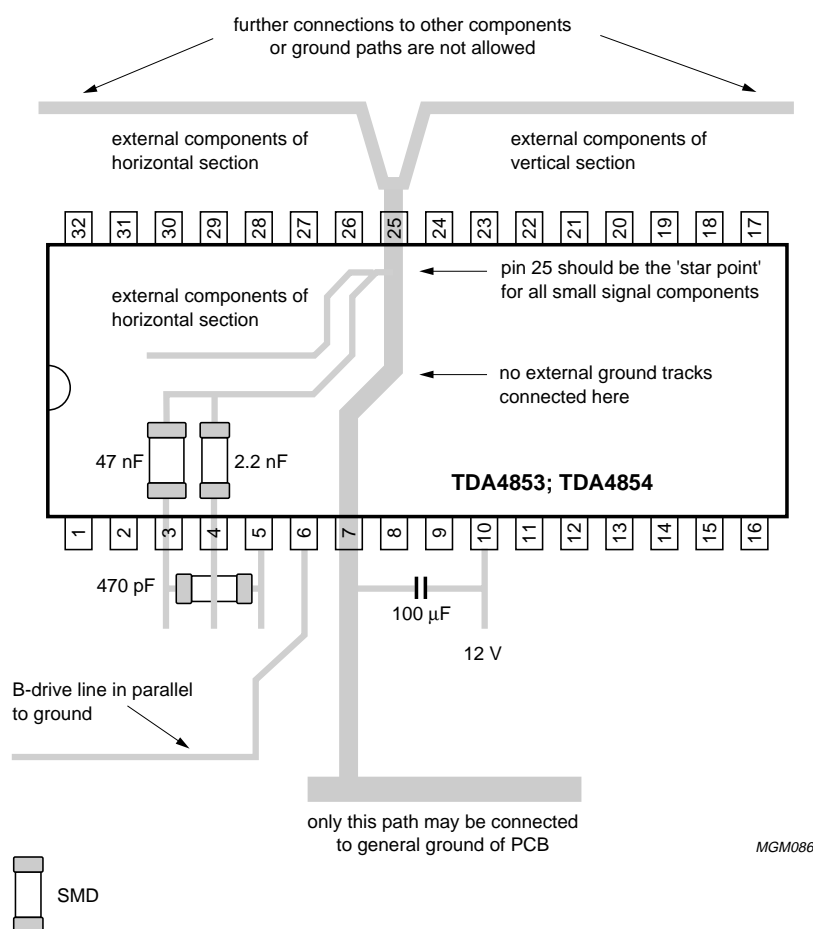 further connections to other components
or ground paths are not allowed
external components of
horizontal section
external components of
vertical section
32 31 30 29 28 27 26 25 24 23 22 21 20 19 18 17
pin 25 should be the 'star point'
for all small signal components
external components of
horizontal section
no external ground tracks
connected here
47 nF
2.2 nF
TDA4853; TDA4854
1 2 3 4 5 6 7 8 9 10 11 12 13 14 15 16
470 pF
100 μF
12 V
B-drive line in parallel
to ground
only this path may be connected
to general ground of PCB
MGM086
SMD